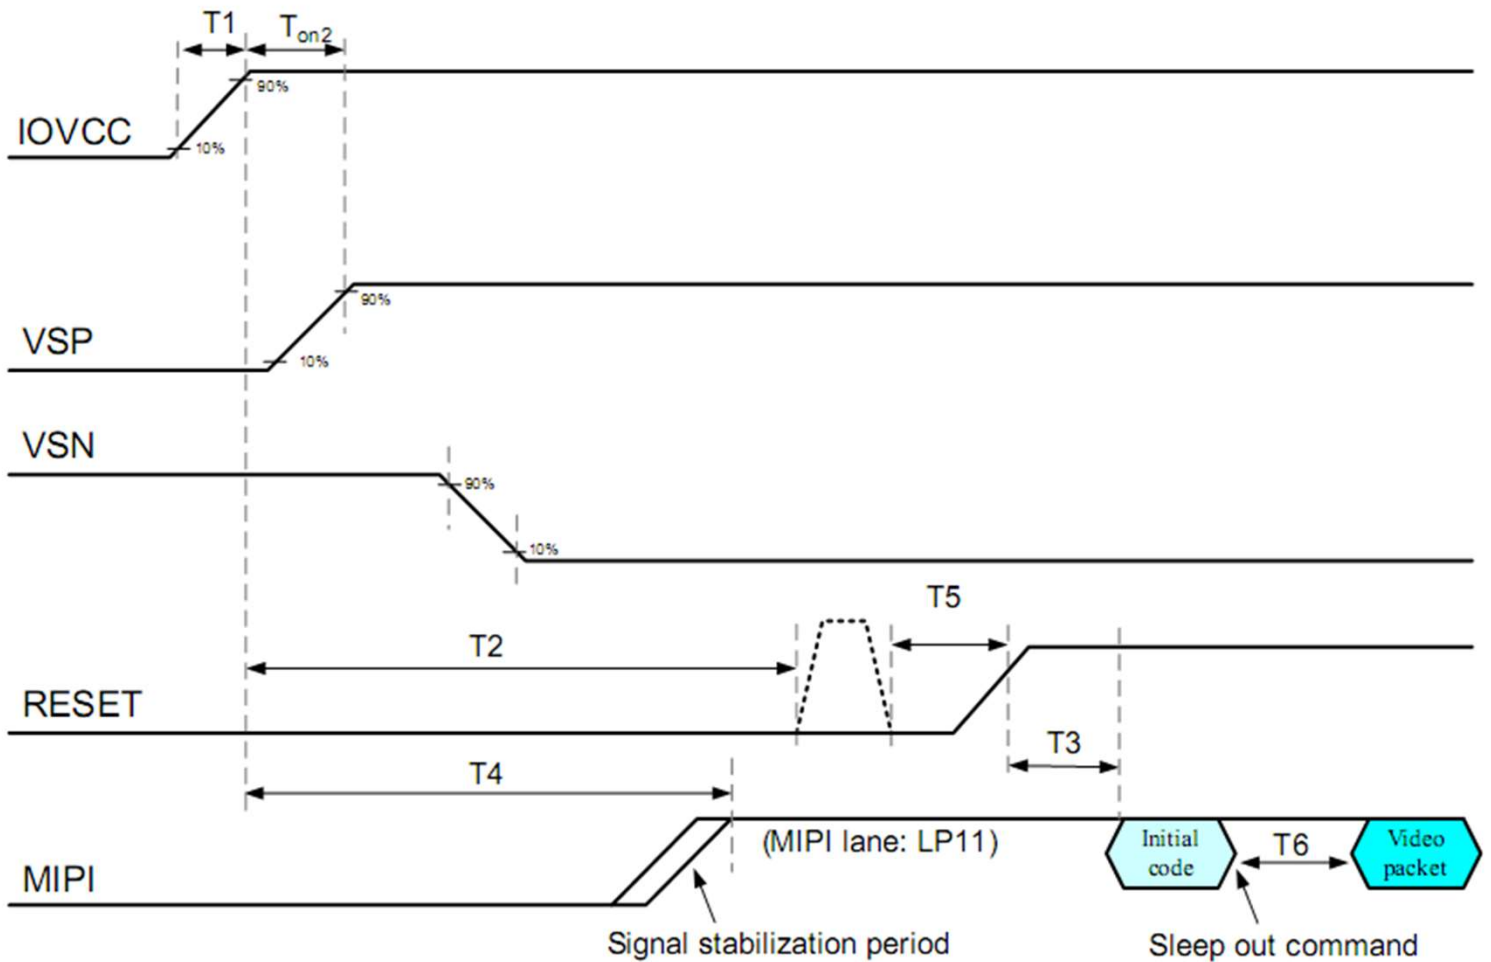 T1
Ton2
90%
IOVCC
10%
90%
VSP
10%
VSN
90%
10%
T5
T2
RESET
T3
T4
(MIPI lane: LP11)
Initial
code
T6
Video
packet
MIPI
Signal stabilization period
Sleep out command